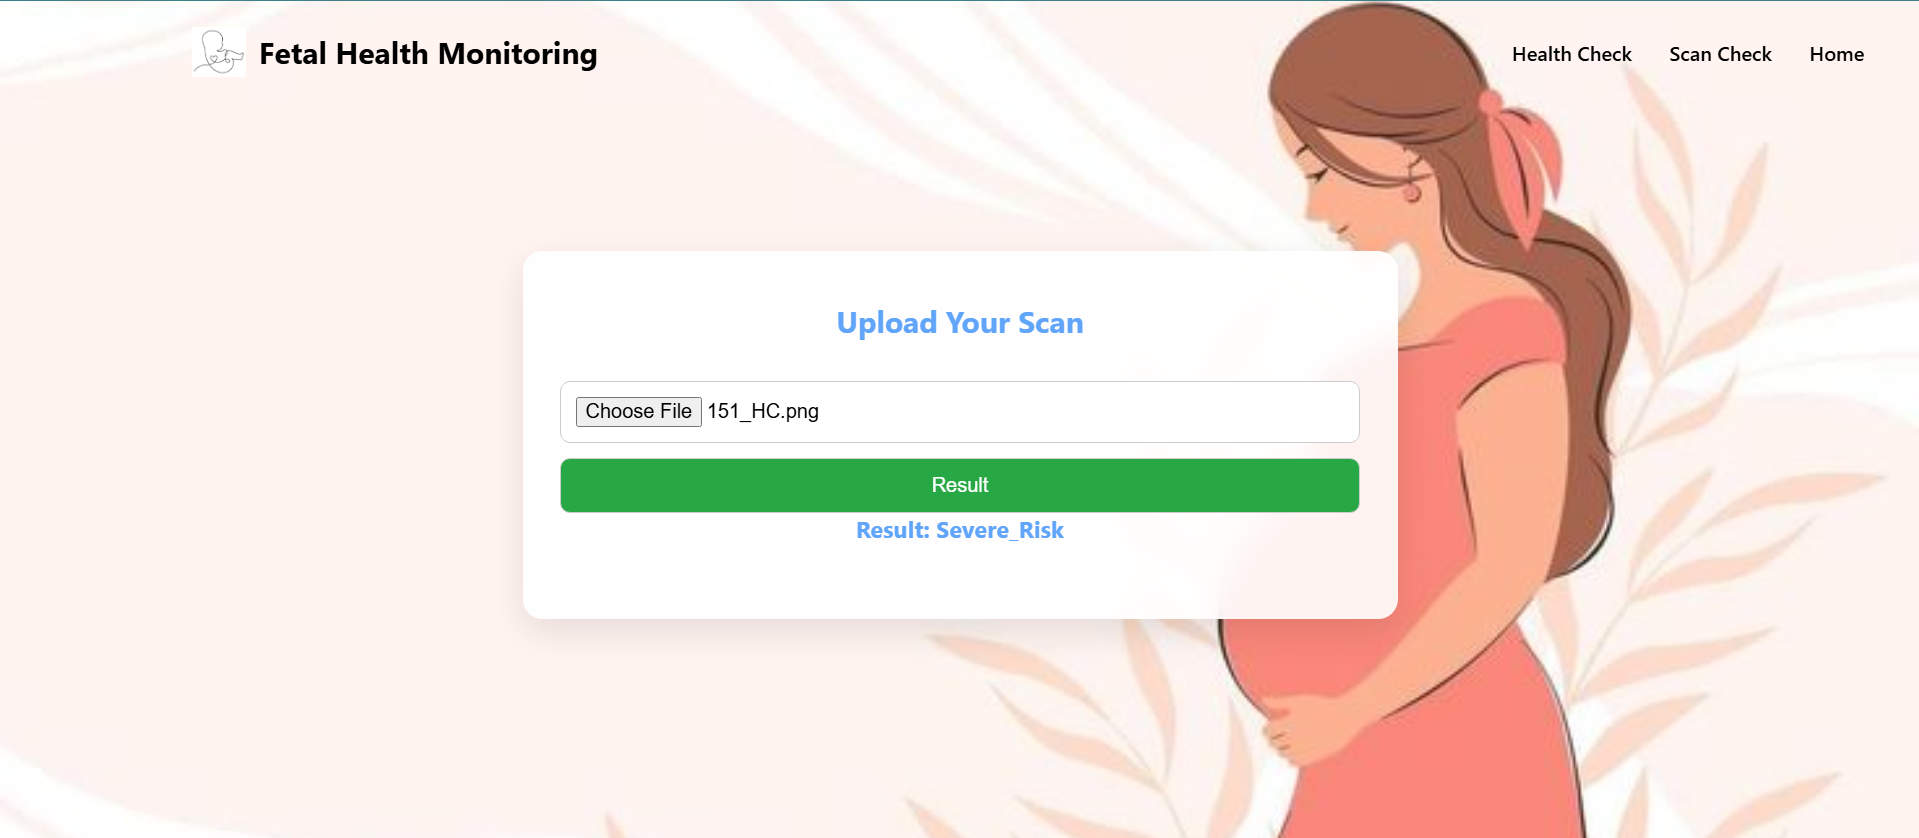 Fetal Health Monitoring
Health Check
Scan Check
Home
Upload Your Scan
Choose File 151_HC.png
Result
Result: Severe_Risk